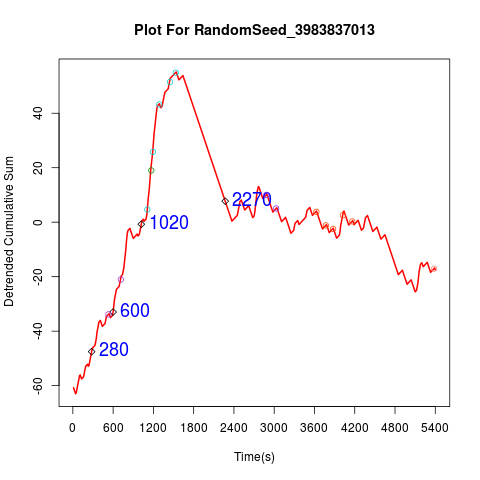 Plot For RandomSeed_3983837013
Detrended Cumulative Sum
40
20
0
-20
-40
-60
2270
1020
600
280
0 600 1200 1800 2400 3000 3600 4200 4800 5400
Time(s)